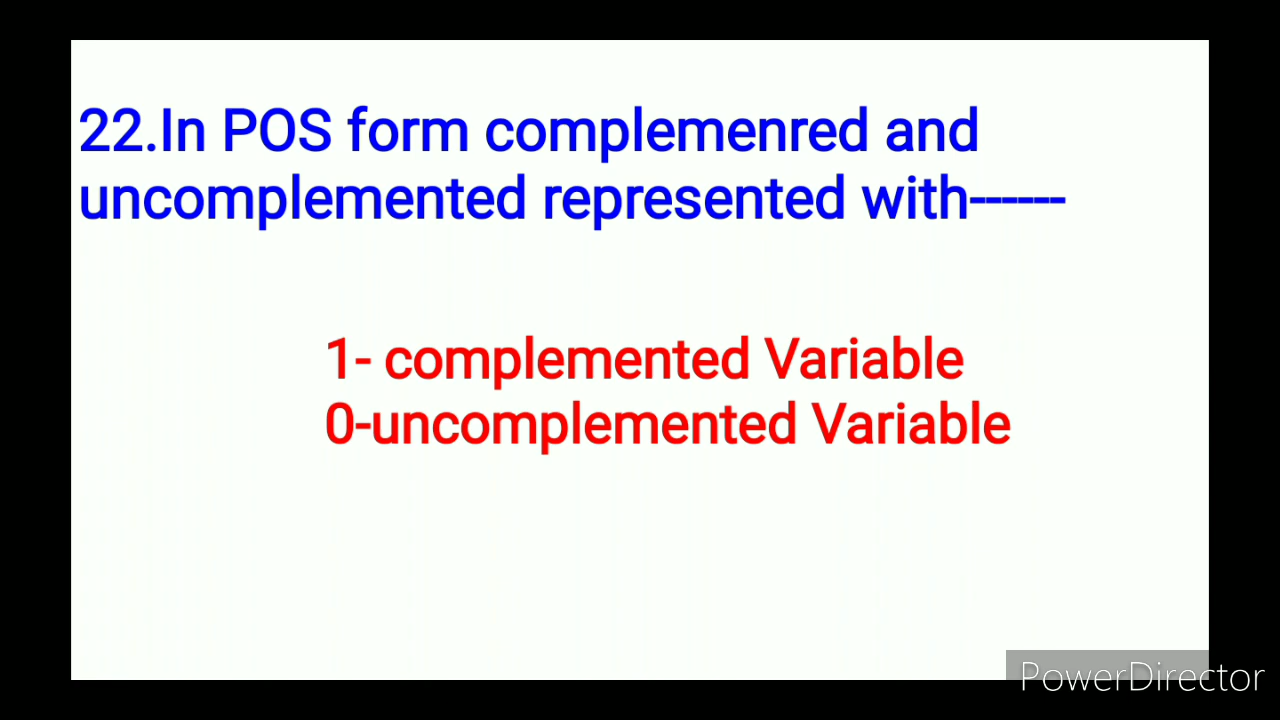 22.In POS form complemenred and
uncomplemented represented with------
1- complemented Variable
0-uncomplemented Variable
PowerDirector